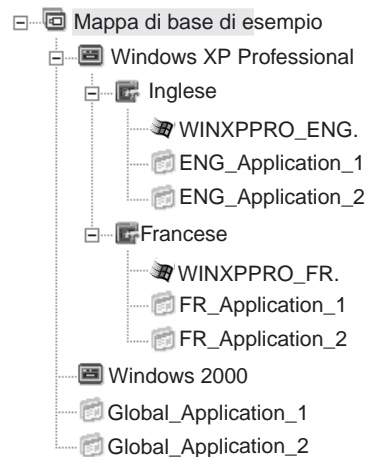 Mappa di base di esempio
Windows XP Professional
Inglese
WINXPPRO_ENG.
ENG_Application_1
ENG_Application_2
Francese
WINXPPRO_FR.
FR_Application_1
FR_Application_2
Windows 2000
Global_Application_1
Global_Application_2